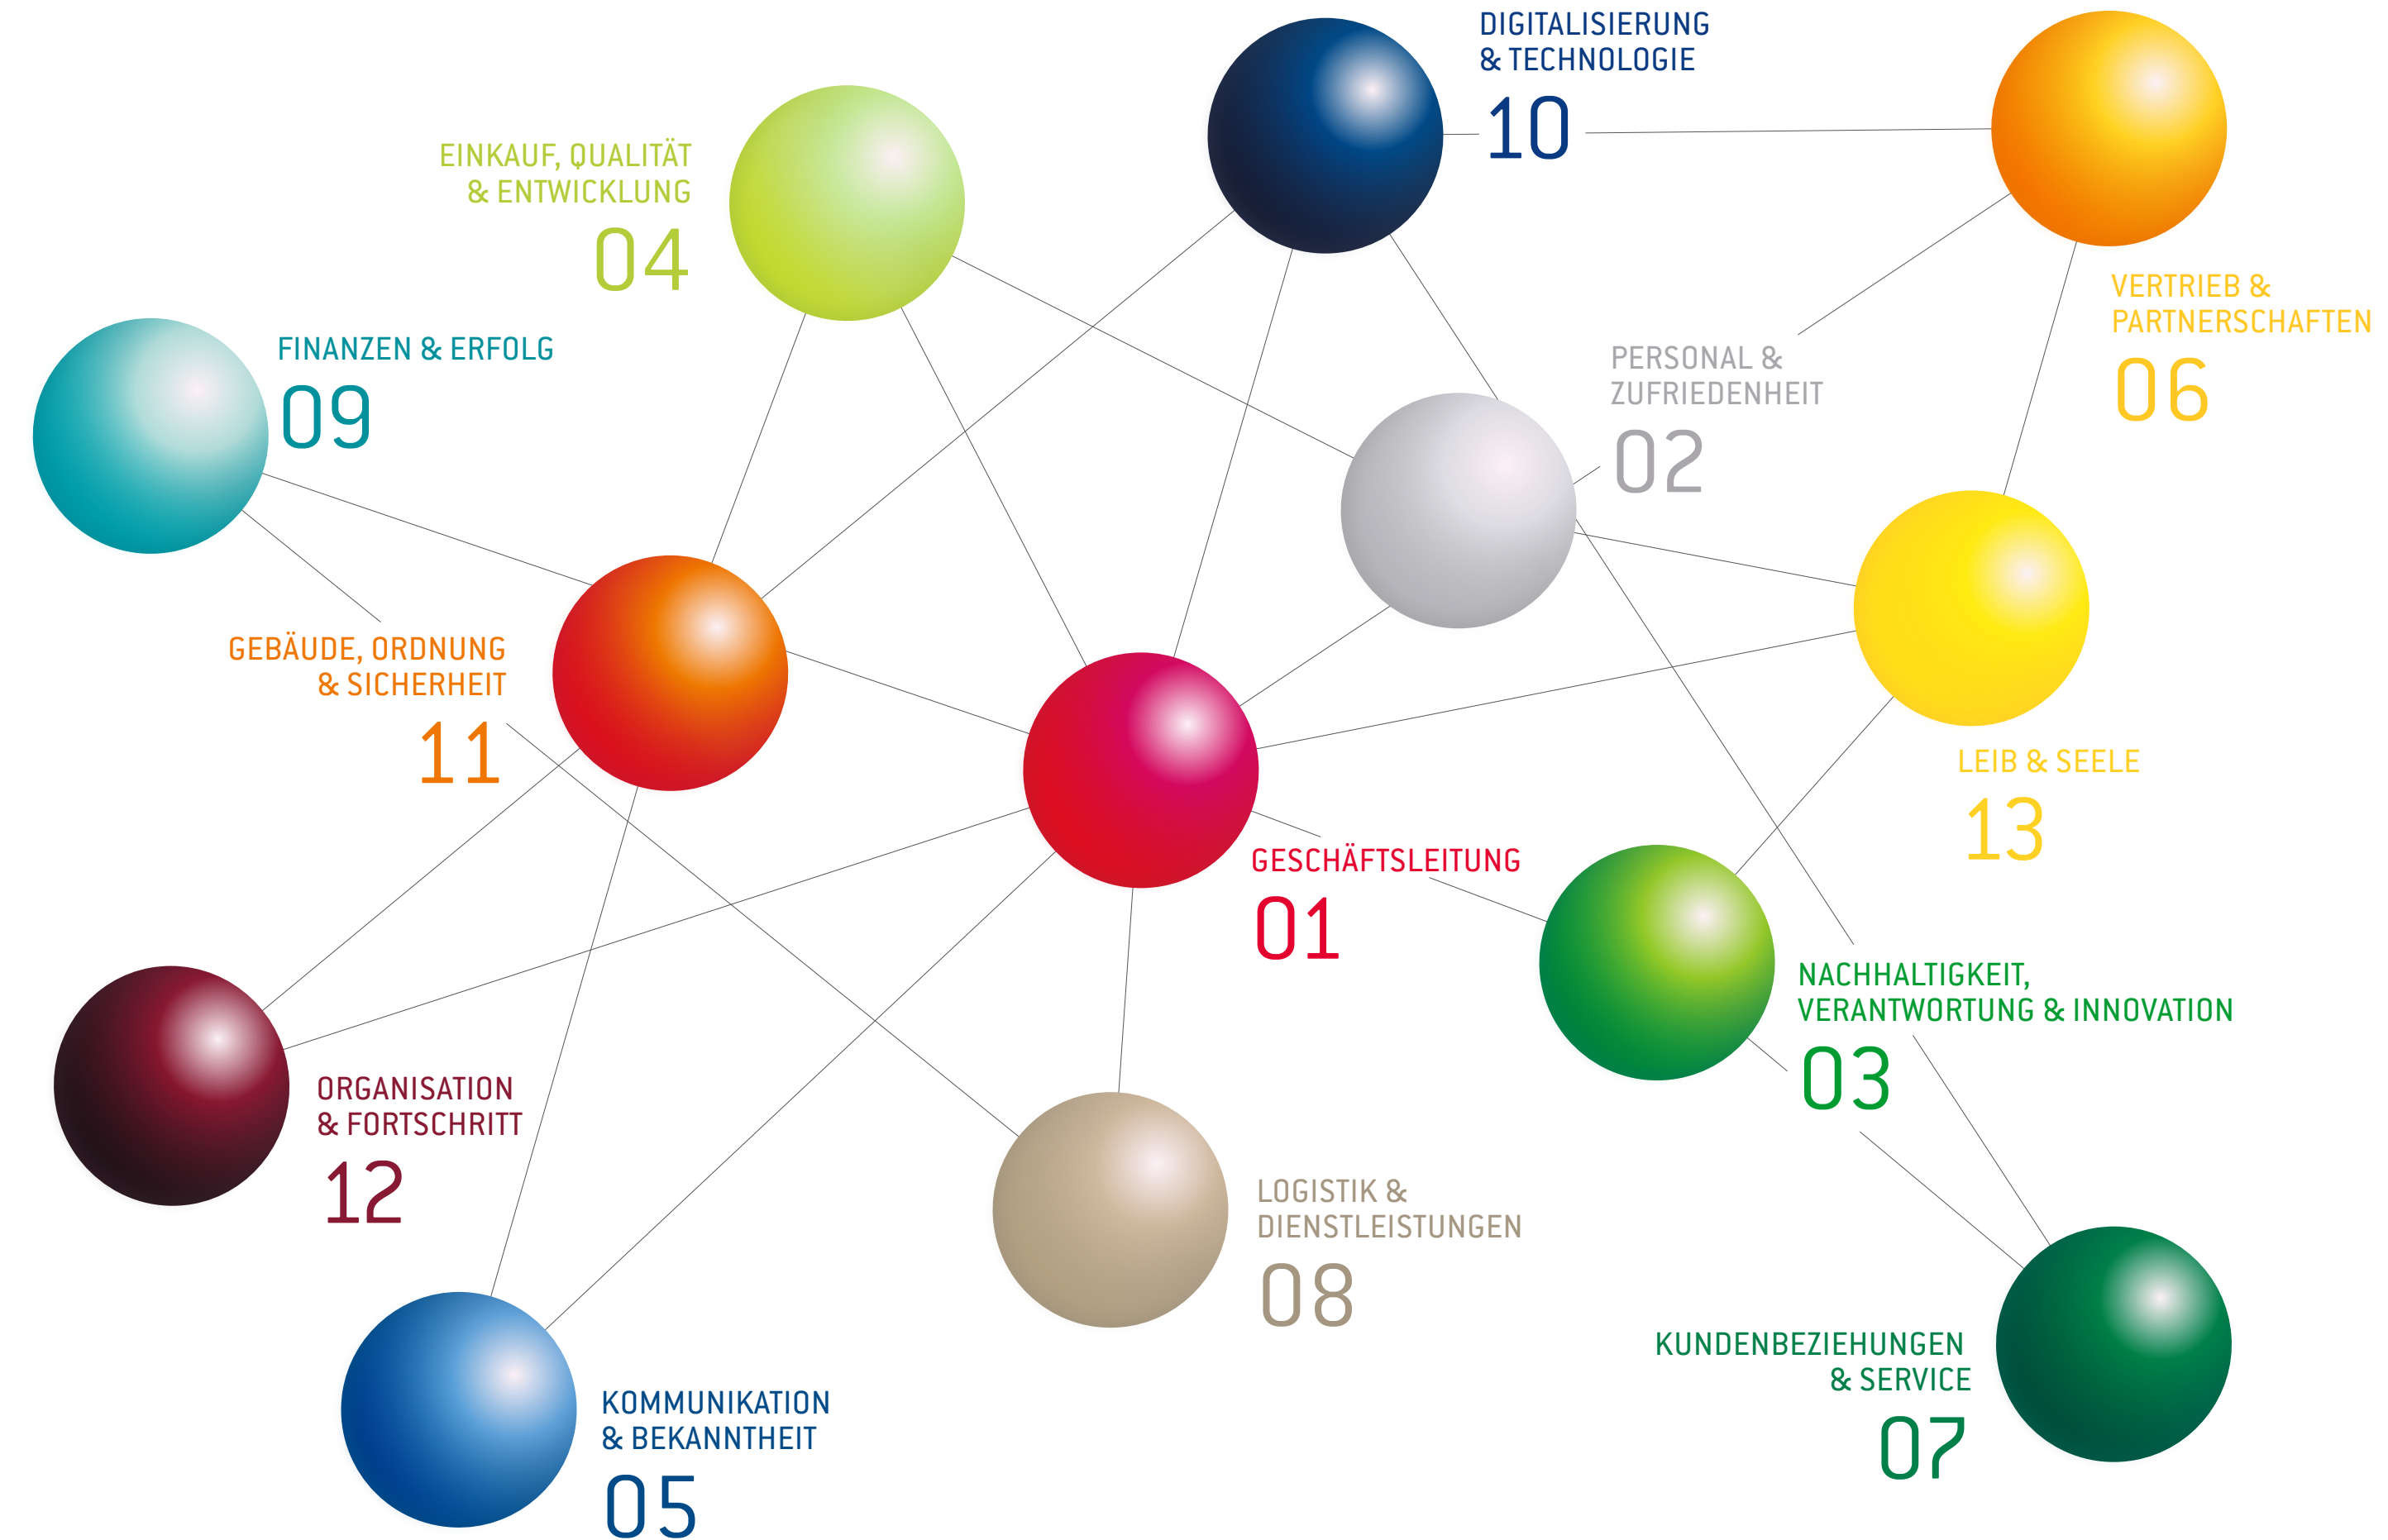 DIGITALISIERUNG
& TECHNOLOGIE
10
EINKAUF, QUALITÄT
& ENTWICKLUNG
04
VERTRIEB &
PARTNERSCHAFTEN
06
FINANZEN & ERFOLG
09
PERSONAL &
ZUFRIEDENHEIT
02
GEBÄUDE, ORDNUNG
& SICHERHEIT
11
LEIB & SEELE
13
GESCHÄFTSLEITUNG
01
NACHHALTIGKEIT,
VERANTWORTUNG & INNOVATION
03
ORGANISATION
& FORTSCHRITT
12
LOGISTIK &
DIENSTLEISTUNGEN
08
KUNDENBEZIEHUNGEN
& SERVICE
07
KOMMUNIKATION
& BEKANNTHEIT
05